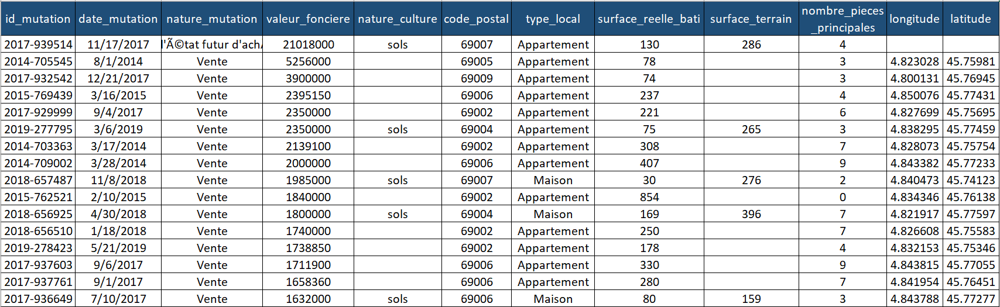 id_mutation date_mutation nature_mutation valeur_fonciere nature_culture code_postal type_local surface_reelle_bati surface_terrain nombre_pieces _principales longitude latitude
2017-939514 11/17/2017 l'Ã©tat futur d'ach 21018000 sols 69007 Appartement 130 286 4
2014-705545 8/1/2014 Vente 5256000 69005 Appartement 78 3 4.823028 45.75981
2017-932542 12/21/2017 Vente 3900000 69009 Appartement 74 3 4.800131 45.76945
2015-769439 3/16/2015 Vente 2395150 69006 Appartement 237 4 4.850076 45.77431
2017-929999 9/4/2017 Vente 2350000 69002 Appartement 221 6 4.827699 45.75695
2019-277795 3/6/2019 Vente 2350000 sols 69004 Appartement 75 265 3 4.838295 45.77459
2014-703363 3/17/2014 Vente 2139100 69002 Appartement 308 7 4.828073 45.75754
2014-709002 3/28/2014 Vente 2000000 69006 Appartement 407 9 4.843382 45.77233
2018-657487 11/8/2018 Vente 1985000 sols 69007 Maison 30 276 2 4.840473 45.74123
2015-762521 2/10/2015 Vente 1840000 69002 Appartement 854 0 4.834346 45.76138
2018-656925 4/30/2018 Vente 1800000 sols 69004 Maison 169 396 7 4.821917 45.77597
2018-656510 1/18/2018 Vente 1740000 69002 Appartement 250 7 4.826608 45.75583
2019-278423 5/21/2019 Vente 1738850 69002 Appartement 178 4 4.832153 45.75346
2017-937603 9/6/2017 Vente 1711900 69006 Appartement 330 9 4.843815 45.77055
2017-937761 9/1/2017 Vente 1658360 69006 Appartement 280 7 4.841954 45.76451
2017-936649 7/10/2017 Vente 1632000 sols 69006 Maison 80 159 3 4.843788 45.77277